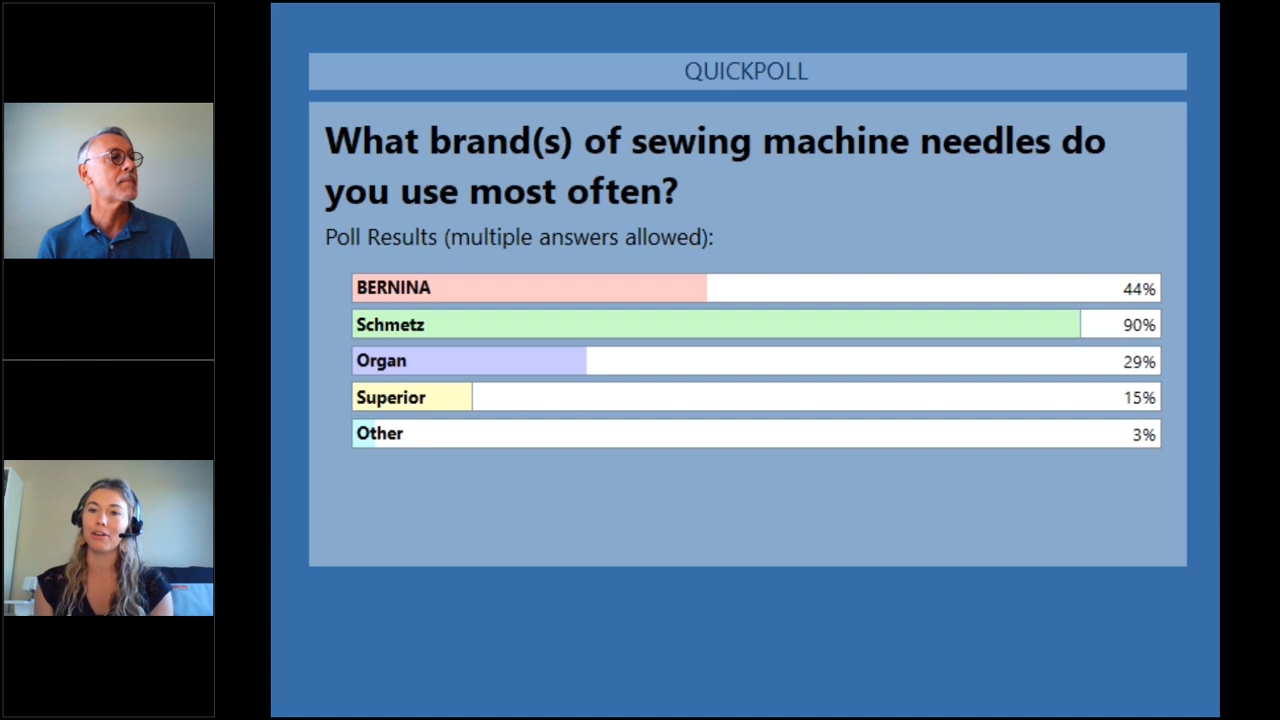 QUICKPOLL
What brand(s) of sewing machine needles do
you use most often?
Poll Results (multiple answers allowed):
BERNINA 44%
Schmetz 90%
Organ 29%
Superior 15%
Other 3%